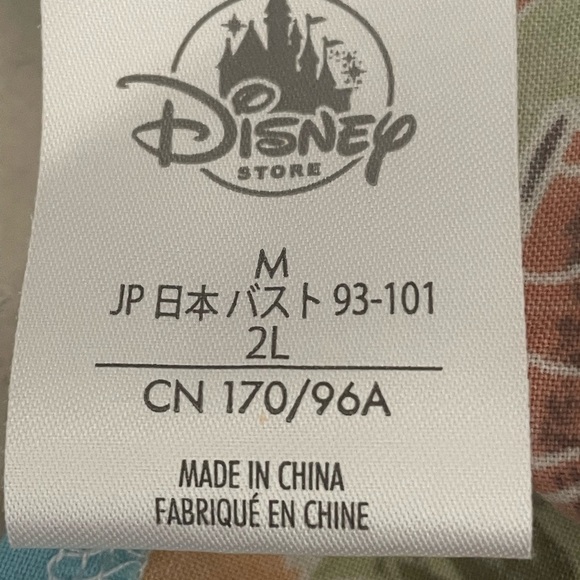 Disney
STORE
M
JP 日本 バスト 93-101
2L
CN 170/96A
MADE IN CHINA
FABRIQUÉ EN CHINE